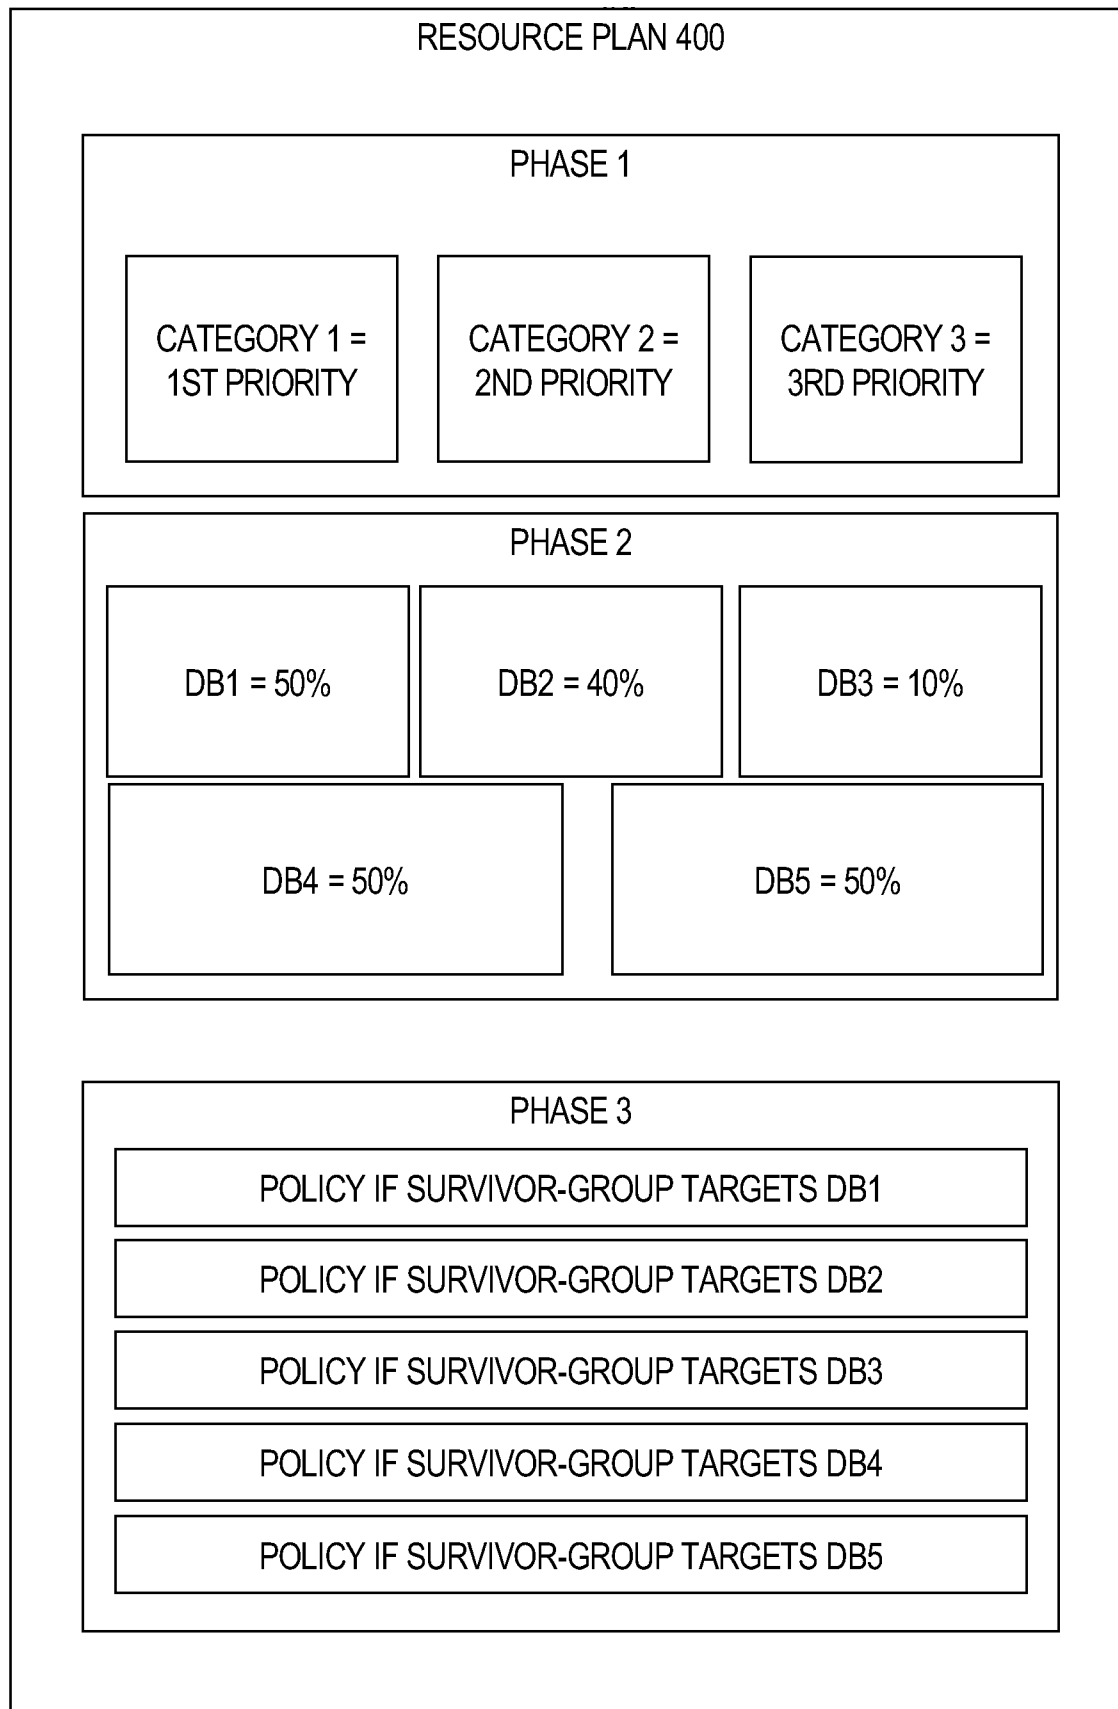 RESOURCE PLAN 400
PHASE 1
CATEGORY 1 =
1ST PRIORITY
CATEGORY 2 =
2ND PRIORITY
CATEGORY 3 =
3RD PRIORITY
PHASE 2
DB1 = 50%
DB2 = 40%
DB3 = 10%
DB4 = 50%
DB5 = 50%
PHASE 3
POLICY IF SURVIVOR-GROUP TARGETS DB1
POLICY IF SURVIVOR-GROUP TARGETS DB2
POLICY IF SURVIVOR-GROUP TARGETS DB3
POLICY IF SURVIVOR-GROUP TARGETS DB4
POLICY IF SURVIVOR-GROUP TARGETS DB5